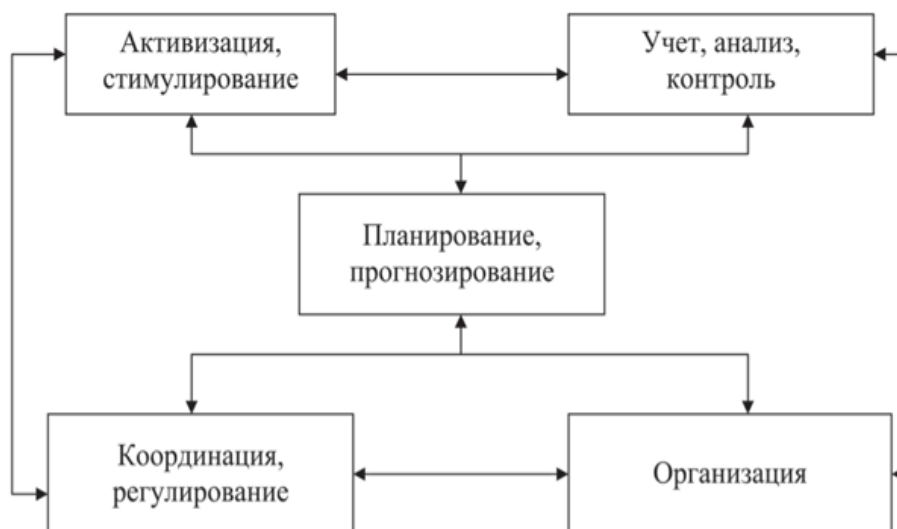 Активизация,
стимулирование
Учет, анализ,
контроль
Планирование,
прогнозирование
Координация,
регулирование
Организация